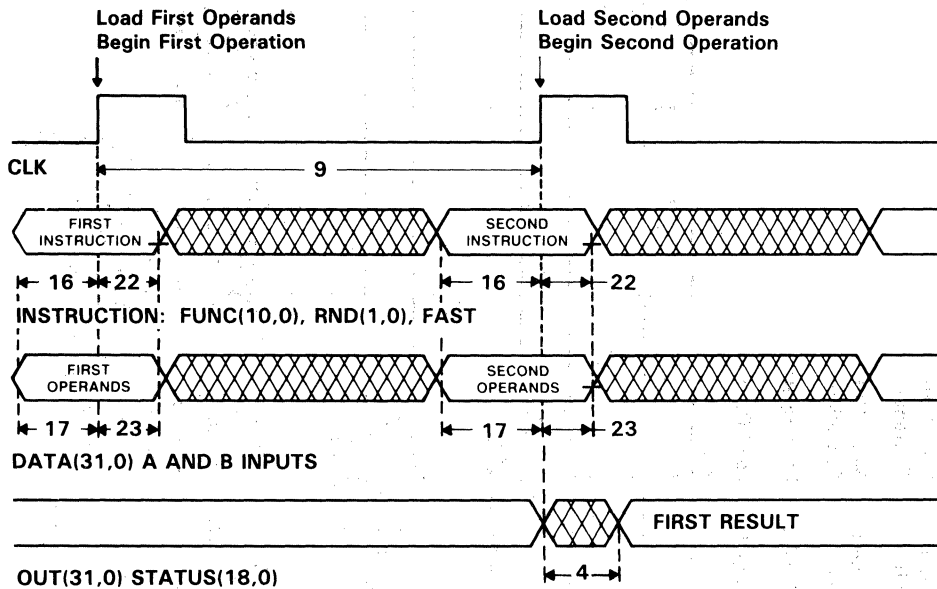 Load First Operands
Begin First Operation
Load Second Operands
Begin Second Operation
CLK
9
FIRST
INSTRUCTION
SECOND
INSTRUCTION
16 22 16 22
INSTRUCTION: FUNC(10,0), RND(1,0), FAST
FIRST
OPERANDS
SECOND
OPERANDS
17 23 17 23
DATA(31,0) A AND B INPUTS
FIRST RESULT
4
OUT(31,0) STATUS(18,0)